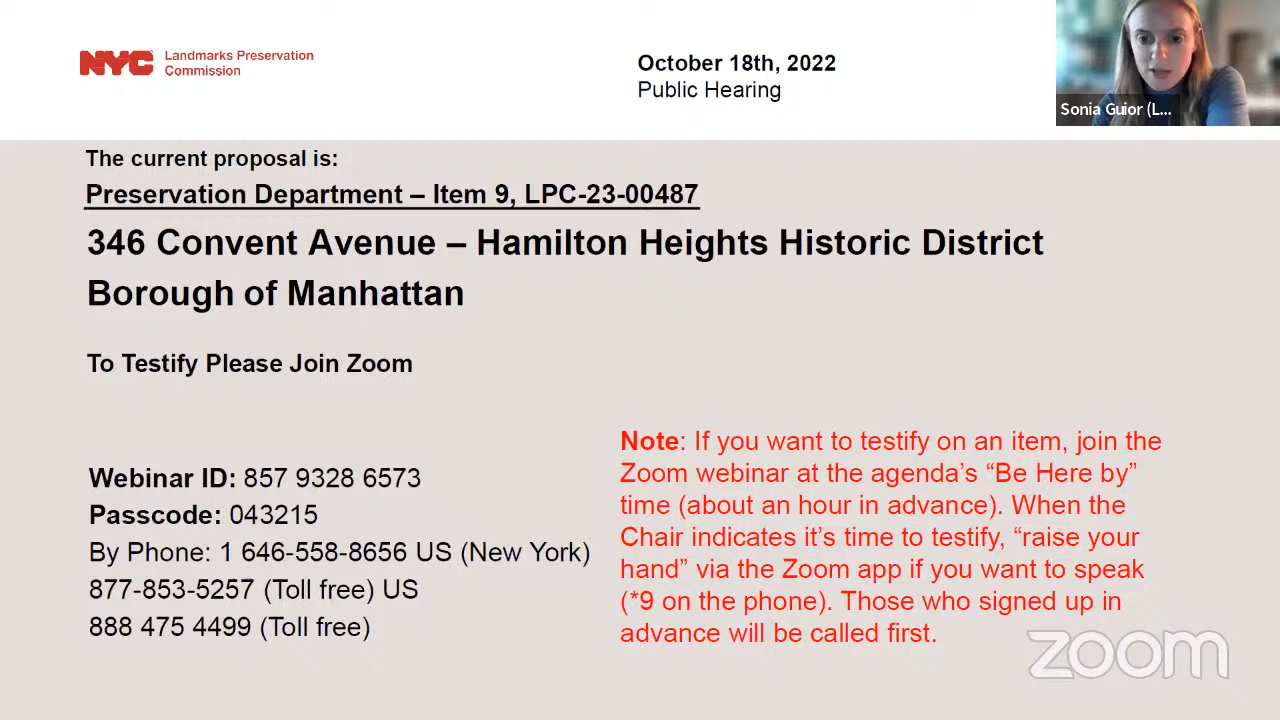 NYC Landmarks Preservation
Commission
October 18th, 2022
Public Hearing
Sonia Guior (L...
The current proposal is:
Preservation Department – Item 9, LPC-23-00487
346 Convent Avenue – Hamilton Heights Historic District
Borough of Manhattan
To Testify Please Join Zoom
Webinar ID: 857 9328 6573
Passcode: 043215
By Phone: 1 646-558-8656 US (New York)
877-853-5257 (Toll free) US
888 475 4499 (Toll free)
Note: If you want to testify on an item, join the
Zoom webinar at the agenda’s “Be Here by”
time (about an hour in advance). When the
Chair indicates it’s time to testify, “raise your
hand” via the Zoom app if you want to speak
(*9 on the phone). Those who signed up in
advance will be called first.
zoom